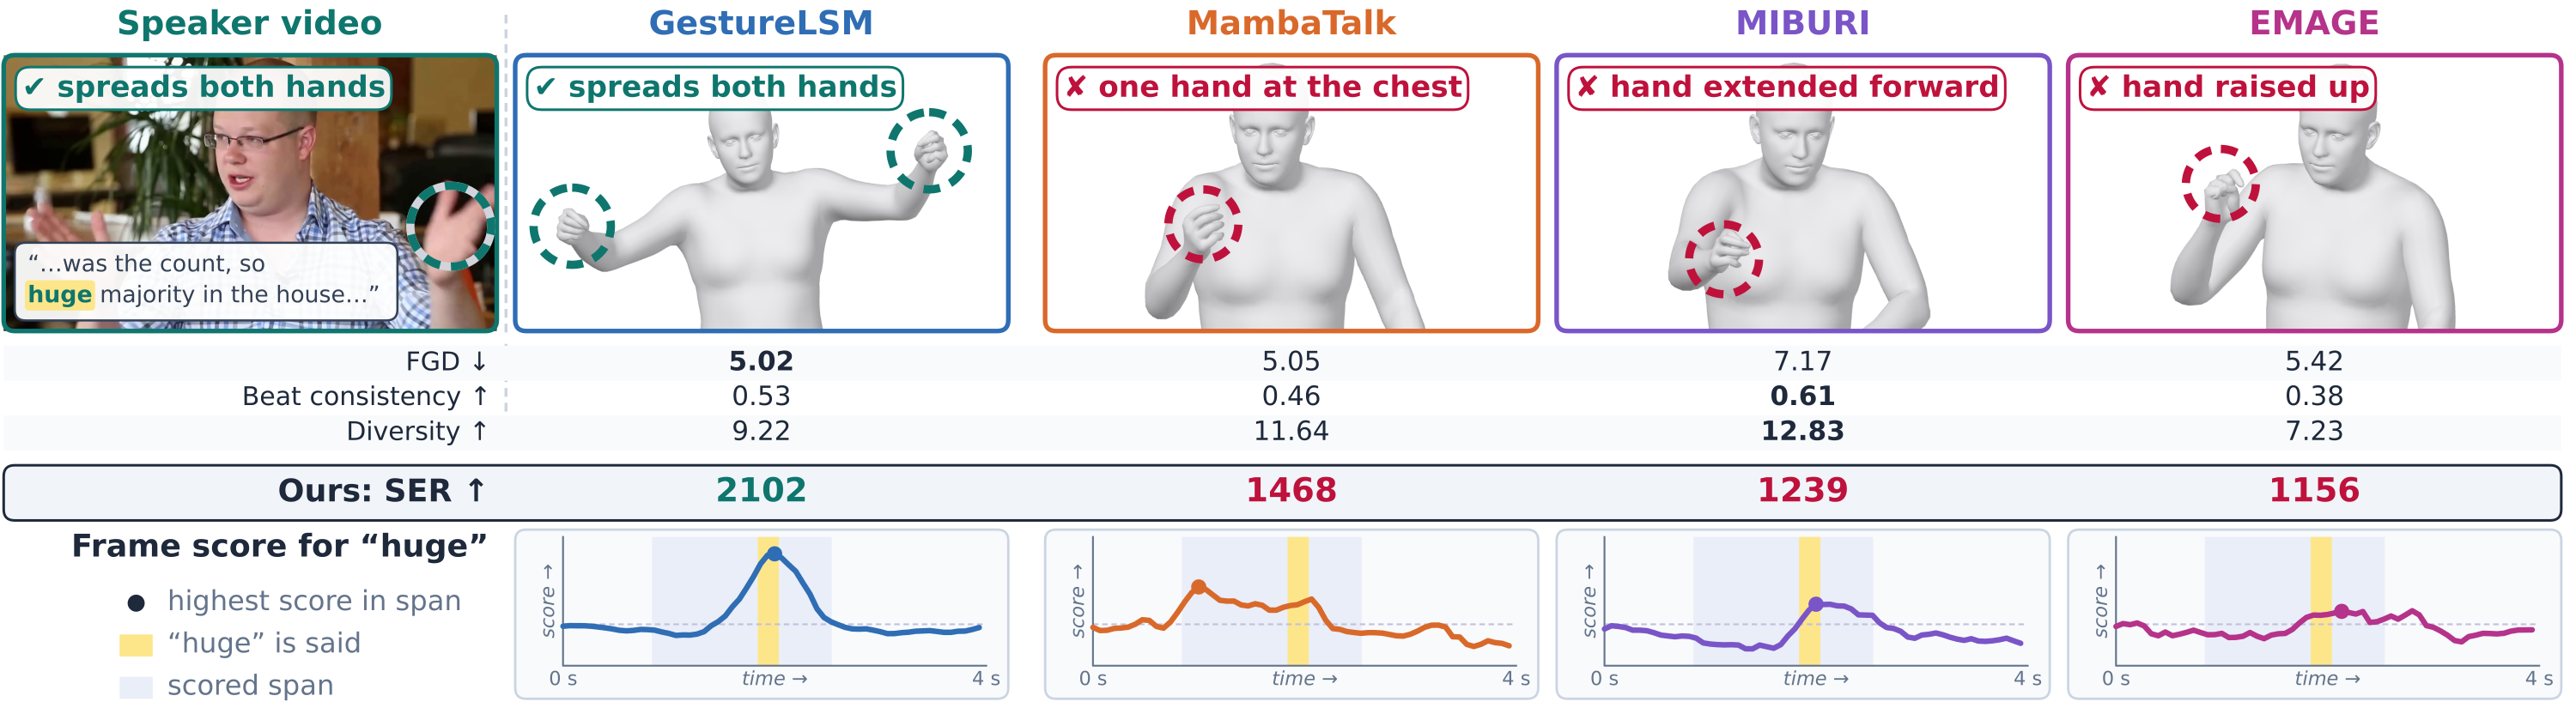 Speaker video
GestureLSM
MambaTalk
MIBURI
EMAGE
✔ spreads both hands
✔ spreads both hands
✘ one hand at the chest
✘ hand extended forward
✘ hand raised up
“…was the count, so
huge majority in the house…”
FGD ↓ 5.02 5.05 7.17 5.42
Beat consistency ↑ 0.53 0.46 0.61 0.38
Diversity ↑ 9.22 11.64 12.83 7.23
Ours: SER ↑ 2102 1468 1239 1156
Frame score for “huge”
highest score in span
“huge” is said
scored span
score →
0 s time → 4 s
score →
0 s time → 4 s
score →
0 s time → 4 s
score →
0 s time → 4 s